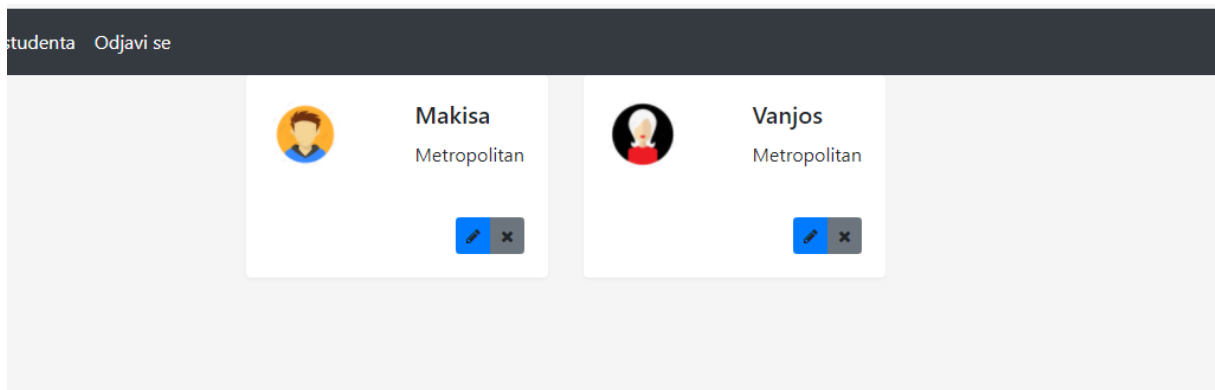 studenta Odjavi se
Makisa
Metropolitan
Vanjos
Metropolitan